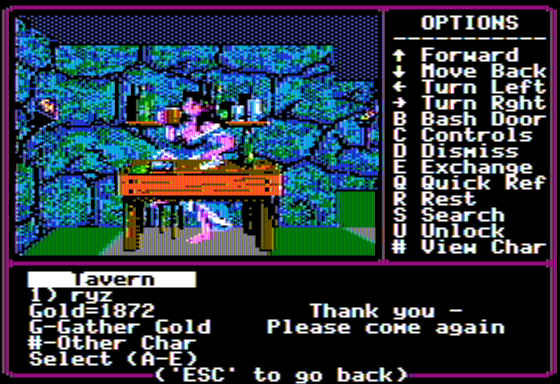 OPTIONS
------------
↑ Forward
↓ Move Back
← Turn Left
→ Turn Rght
B Bash Door
C Controls
D Dismiss
E Exchange
Q Quick Ref
R Rest
S Search
U Unlock
# View Char
Tavern
1) ryz
Gold=1872
G-Gather Gold
#-Other Char
Select (A-E)
Thank you -
Please come again
('ESC' to go back)